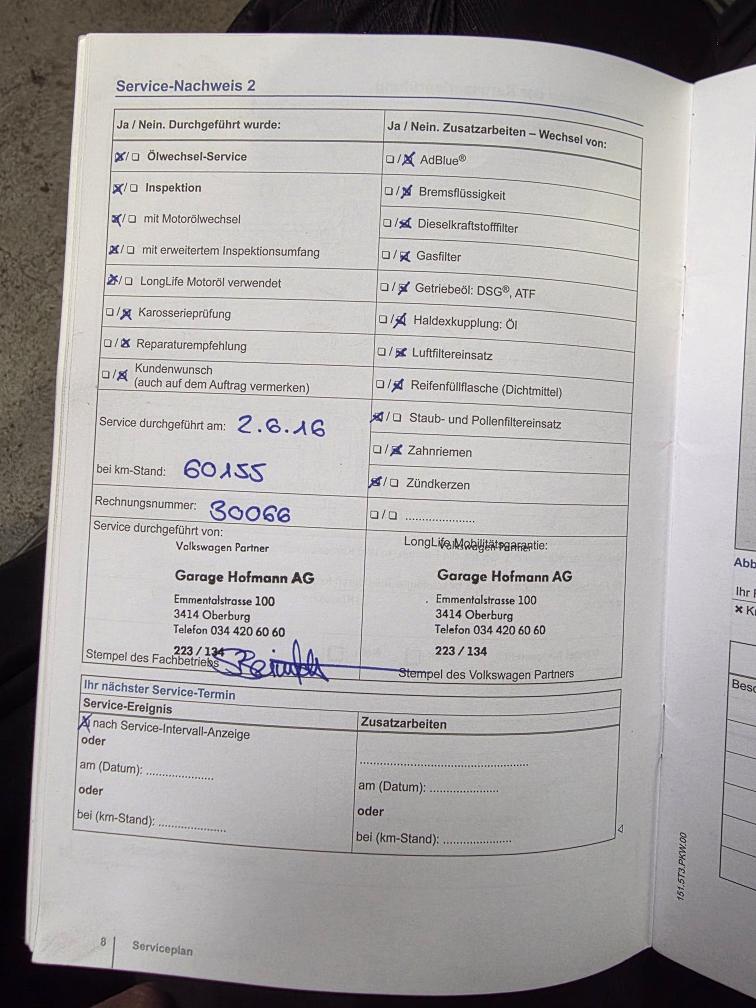 Service-Nachweis 2
Ja / Nein. Durchgeführt wurde:
☒/☐ Ölwechsel-Service
☒/☐ Inspektion
☒/☐ mit Motorölwechsel
☒/☐ mit erweitertem Inspektionsumfang
☒/☐ LongLife Motoröl verwendet
☐/☒ Karosserieprüfung
☐/☒ Reparaturempfehlung
☐/☒ Kundenwunsch
(auch auf dem Auftrag vermerken)
Service durchgeführt am: 2.6.16
bei km-Stand: 60155
Rechnungsnummer: 30066
Service durchgeführt von:
Volkswagen Partner
Garage Hofmann AG
Emmentalstrasse 100
3414 Oberburg
Telefon 034 420 60 60
223 / 134
Stempel des Fachbetriebs
Ja / Nein. Zusatzarbeiten – Wechsel von:
☐/☒ AdBlue®
☐/☒ Bremsflüssigkeit
☐/☒ Dieselkraftstofffilter
☐/☒ Gasfilter
☐/☒ Getriebeöl: DSG®, ATF
☐/☒ Haldexkupplung: Öl
☐/☒ Luftfiltereinsatz
☐/☒ Reifenfüllflasche (Dichtmittel)
☒/☐ Staub- und Pollenfiltereinsatz
☐/☒ Zahnriemen
☒/☐ Zündkerzen
☐/☐ ......................
LongLife Mobilitätsgarantie:
Volkswagen Partner
Garage Hofmann AG
Emmentalstrasse 100
3414 Oberburg
Telefon 034 420 60 60
223 / 134
Stempel des Volkswagen Partners
Ihr nächster Service-Termin
Service-Ereignis
☒ nach Service-Intervall-Anzeige
oder
am (Datum): .....................
oder
bei (km-Stand): .....................
Zusatzarbeiten
.....................................................
am (Datum): .....................
oder
bei (km-Stand): .....................
8 Serviceplan
151.5T3.PKW.00
Abb
Ihr
Besc